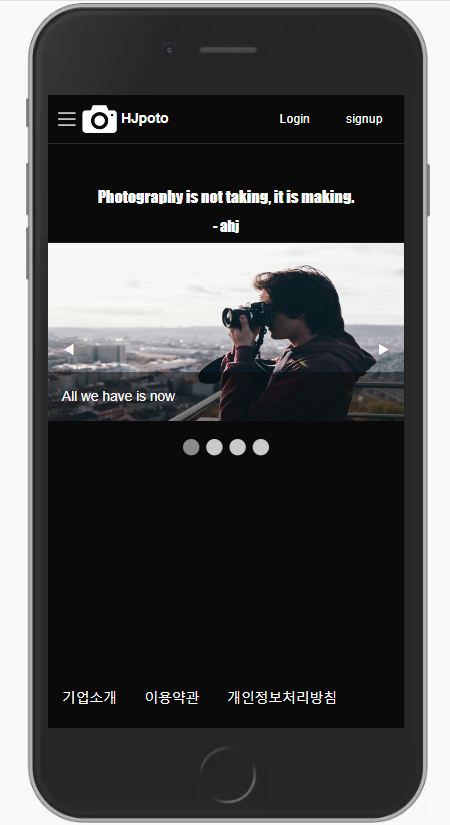 HJpoto Login signup
Photography is not taking, it is making.
- ahj
All we have is now
기업소개 이용약관 개인정보처리방침